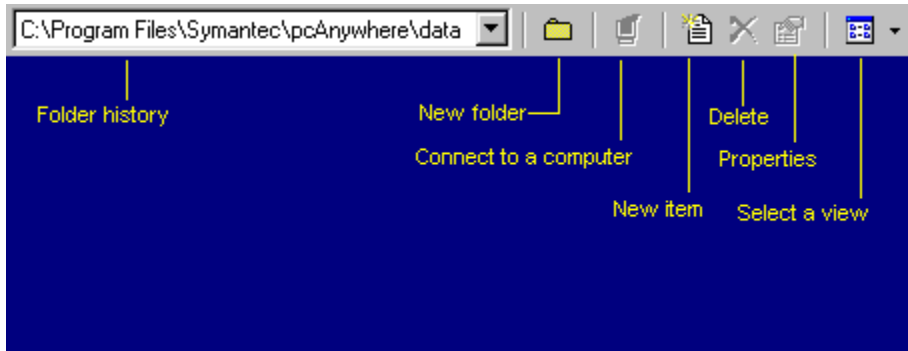 C:\Program Files\Symantec\pcAnywhere\data
Folder history
New folder
Delete
Connect to a computer
Properties
New item
Select a view